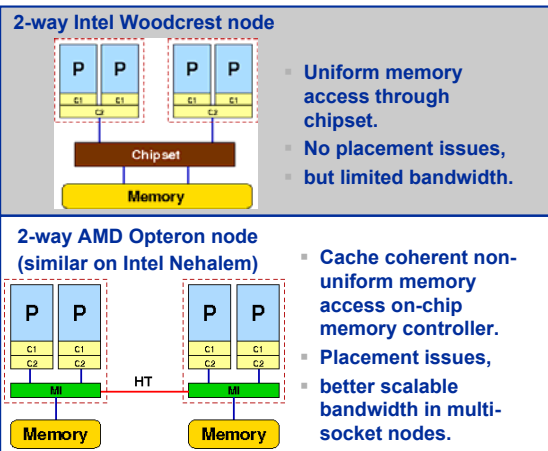 2-way Intel Woodcrest node
P P P P
C1 C1 C1 C1
C2 C2
Chipset
Memory
Uniform memory
access through
chipset.
No placement issues,
but limited bandwidth.
2-way AMD Opteron node
(similar on Intel Nehalem)
P P P P
C1 C1 C1 C1
C2 C2 C2 C2
MI HT MI
Memory Memory
Cache coherent non-
uniform memory
access on-chip
memory controller.
Placement issues,
better scalable
bandwidth in multi-
socket nodes.